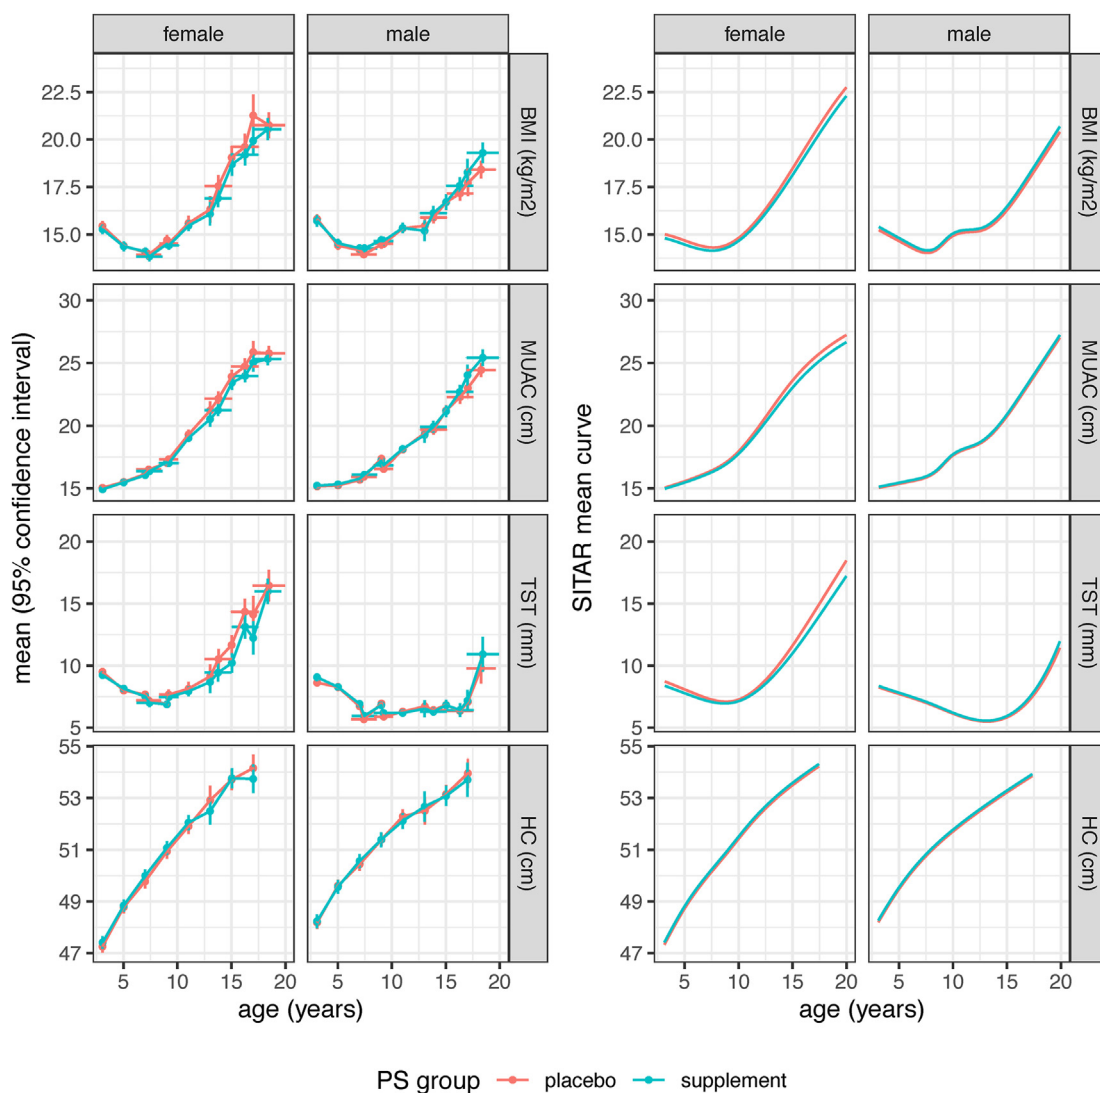 female male female male
22.5 22.5
20.0 20.0
17.5 17.5
15.0 15.0
BMI (kg/m2) BMI (kg/m2)
30 30
25 25
20 20
15 15
MUAC (cm) MUAC (cm)
20 20
15 15
10 10
5 5
TST (mm) TST (mm)
55 55
53 53
51 51
49 49
47 47
HC (cm) HC (cm)
mean (95% confidence interval) SITAR mean curve
5 10 15 20 5 10 15 20 5 10 15 20 5 10 15 20
age (years) age (years)
PS group placebo supplement